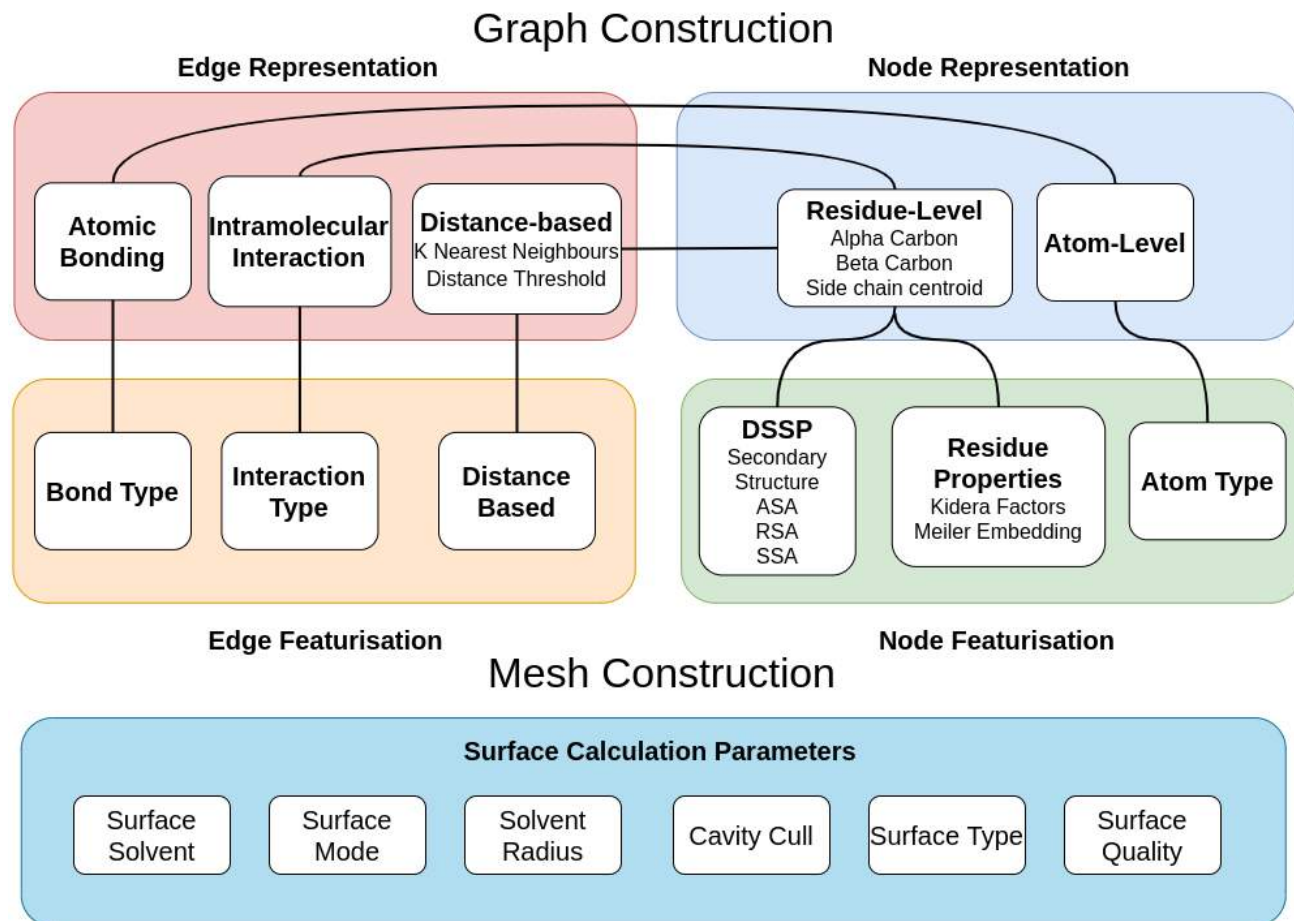 Graph Construction
Edge Representation
Node Representation
Atomic
Bonding
Intramolecular
Interaction
Distance-based
K Nearest Neighbours
Distance Threshold
Residue-Level
Alpha Carbon
Beta Carbon
Side chain centroid
Atom-Level
Bond Type
Interaction
Type
Distance
Based
DSSP
Secondary
Structure
ASA
RSA
SSA
Residue
Properties
Kidera Factors
Meiler Embedding
Atom Type
Edge Featurisation
Node Featurisation
Mesh Construction
Surface Calculation Parameters
Surface
Solvent
Surface
Mode
Solvent
Radius
Cavity Cull
Surface Type
Surface
Quality